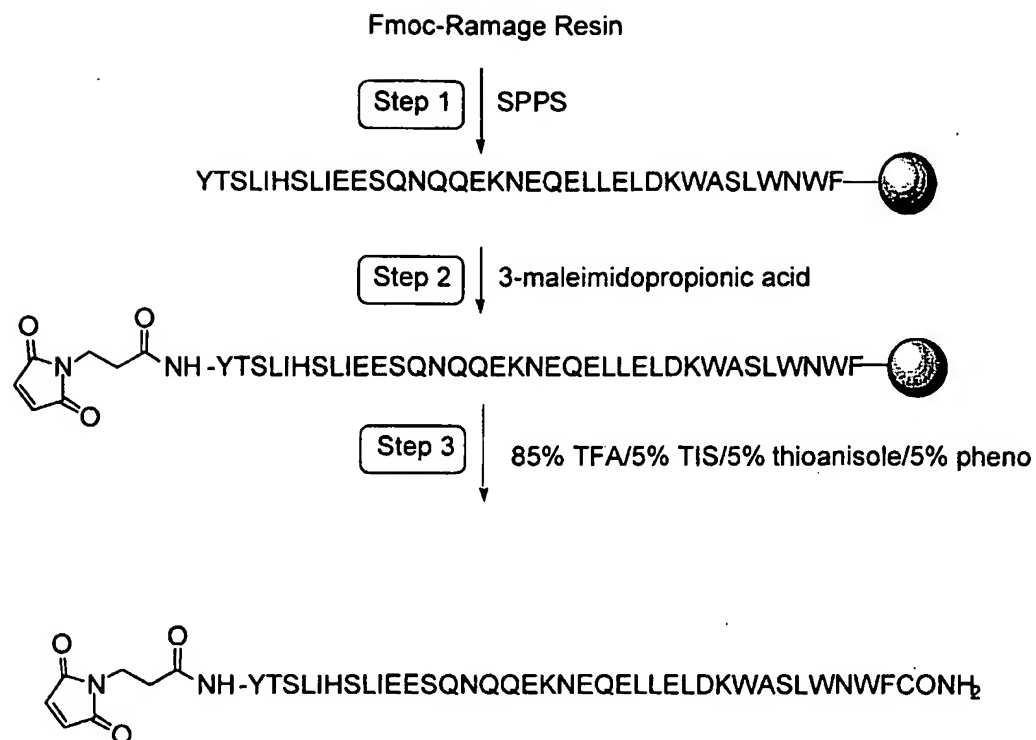 Fmoc-Ramage Resin
Step 1 SPPS
YTSLIHSLIEESQNQQEKNEQELLELDKWASLWNWF
Step 2 3-maleimidopropionic acid
O
O
N
NH-YTSLIHSLIEESQNQQEKNEQELLELDKWASLWNWF
O
Step 3 85% TFA/5% TIS/5% thioanisole/5% pheno
O
O
N
NH-YTSLIHSLIEESQNQQEKNEQELLELDKWASLWNWFCONH2
O